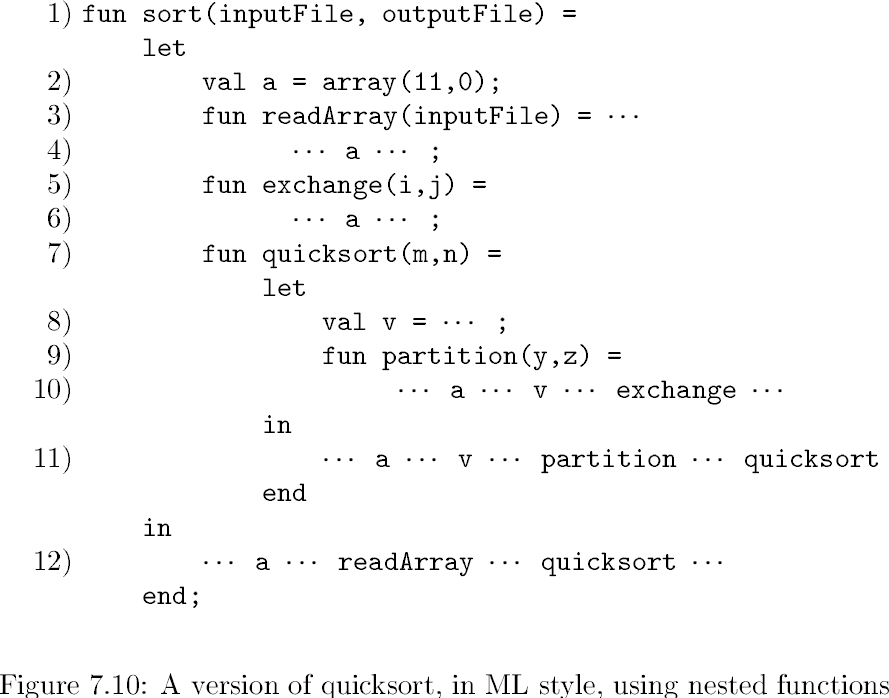 1) fun sort(inputFile, outputFile) =
let
2) val a = array(11,0);
3) fun readArray(inputFile) = ···
4) ··· a ··· ;
5) fun exchange(i,j) =
6) ··· a ··· ;
7) fun quicksort(m,n) =
let
8) val v = ··· ;
9) fun partition(y,z) =
10) ··· a ··· v ··· exchange ···
in
11) ··· a ··· v ··· partition ··· quicksort
end
in
12) ··· a ··· readArray ··· quicksort ···
end;
Figure 7.10: A version of quicksort, in ML style, using nested functions